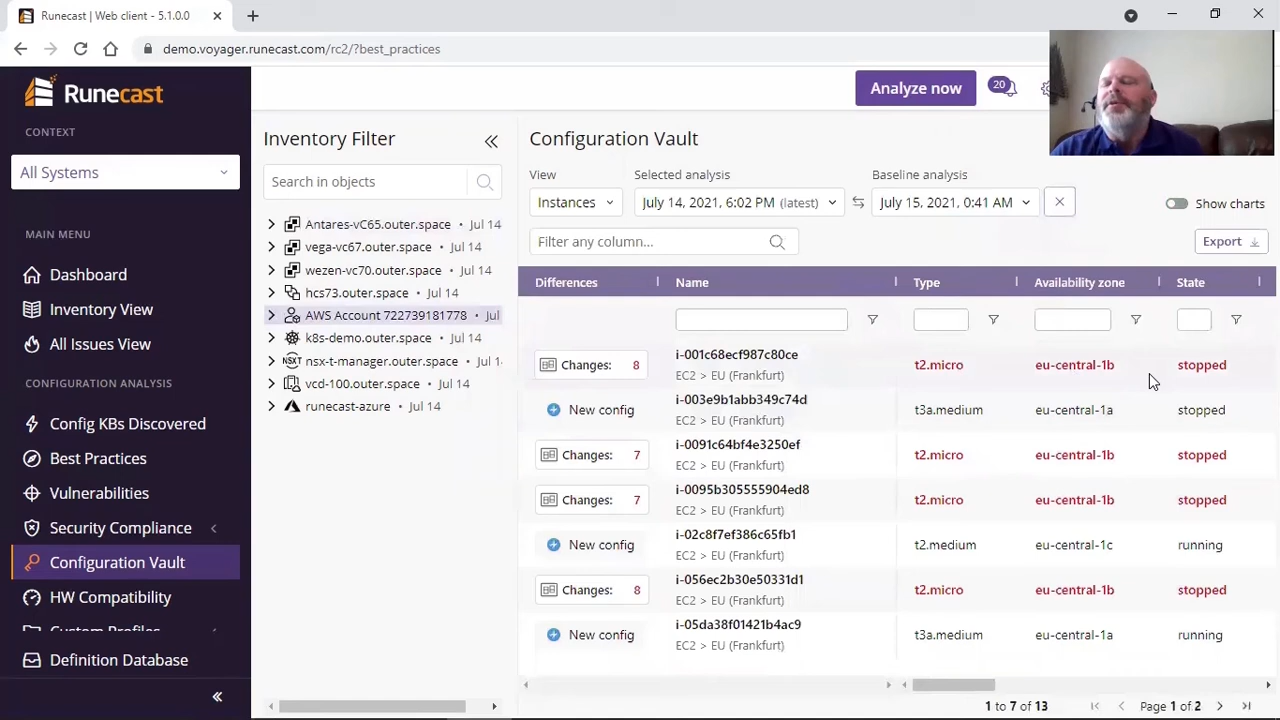 Runecast | Web client - 5.1.0.0
demo.voyager.runecast.com/rc2/?best_practices
Runecast
CONTEXT
All Systems
MAIN MENU
Dashboard
Inventory View
All Issues View
CONFIGURATION ANALYSIS
Config KBs Discovered
Best Practices
Vulnerabilities
Security Compliance
Configuration Vault
HW Compatibility
Custom Profiles
Definition Database
Inventory Filter
Search in objects
Antares-vC65.outer.space • Jul 14
vega-vc67.outer.space • Jul 14
wezen-vc70.outer.space • Jul 14
hcs73.outer.space • Jul 14
AWS Account 722739181778 • Jul
k8s-demo.outer.space • Jul 14
NSXT nsx-t-manager.outer.space • Jul 1
vcd-100.outer.space • Jul 14
runecast-azure • Jul 14
Analyze now
20
Configuration Vault
View Selected analysis Baseline analysis
Instances July 14, 2021, 6:02 PM (latest) July 15, 2021, 0:41 AM Show charts
Filter any column... Export
Differences Name Type Availability zone State
Changes: 8 i-001c68ecf987c80ce t2.micro eu-central-1b stopped
EC2 > EU (Frankfurt)
New config i-003e9b1abb349c74d t3a.medium eu-central-1a stopped
EC2 > EU (Frankfurt)
Changes: 7 i-0091c64bf4e3250ef t2.micro eu-central-1b stopped
EC2 > EU (Frankfurt)
Changes: 7 i-0095b305555904ed8 t2.micro eu-central-1b stopped
EC2 > EU (Frankfurt)
New config i-02c8f7ef386c65fb1 t2.medium eu-central-1c running
EC2 > EU (Frankfurt)
Changes: 8 i-056ec2b30e50331d1 t2.micro eu-central-1b stopped
EC2 > EU (Frankfurt)
New config i-05da38f01421b4ac9 t3a.medium eu-central-1a running
EC2 > EU (Frankfurt)
1 to 7 of 13 Page 1 of 2